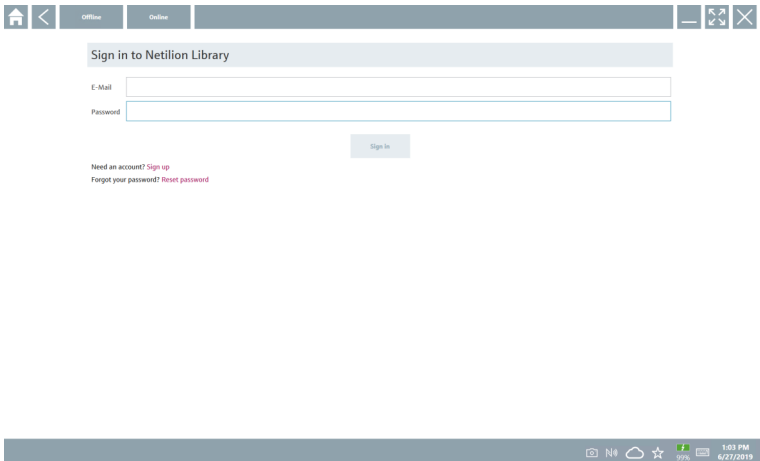 Offline Online
Sign in to Netilion Library
E-Mail
Password
Sign in
Need an account? Sign up
Forgot your password? Reset password
99%
1:03 PM
6/27/2019